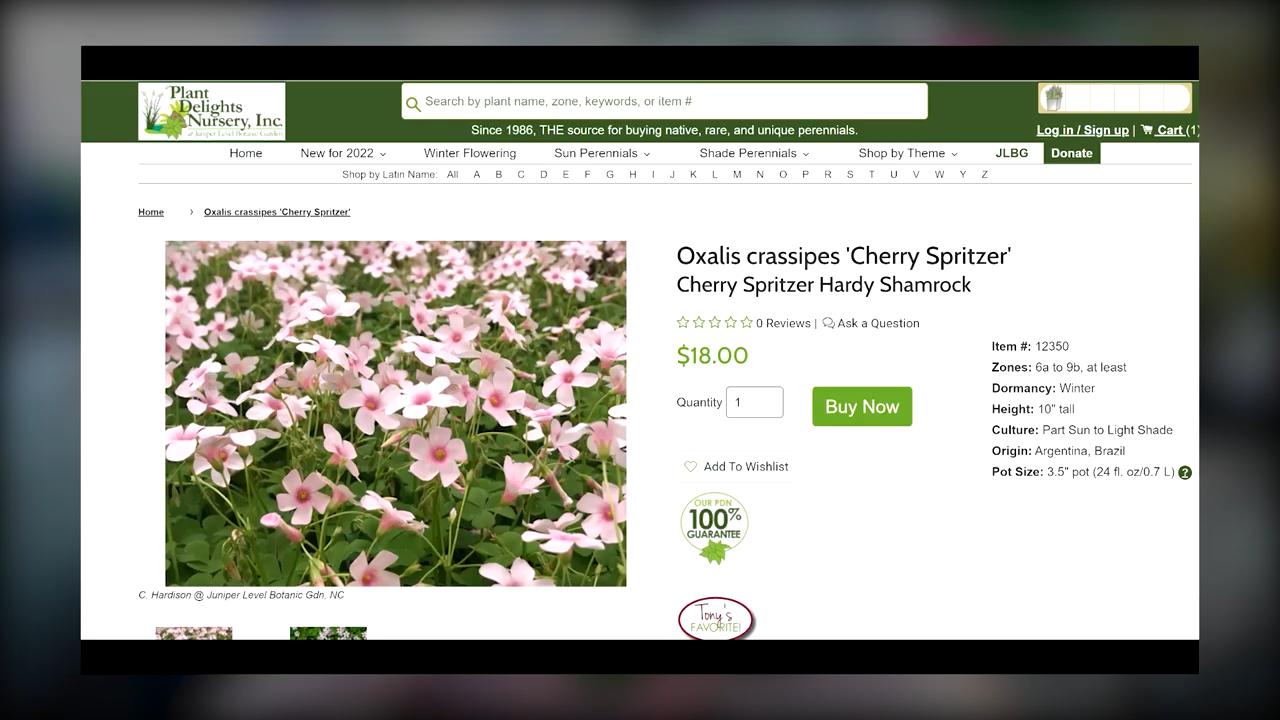 Plant
Delights
Nursery, Inc.
at Juniper Level Botanic Garden
Search by plant name, zone, keywords, or item #
Since 1986, THE source for buying native, rare, and unique perennials.
Log in / Sign up | Cart (1)
Home New for 2022 Winter Flowering Sun Perennials Shade Perennials Shop by Theme JLBG Donate
Shop by Latin Name: All A B C D E F G H I J K L M N O P R S T U V W Y Z
Home › Oxalis crassipes 'Cherry Spritzer'
Oxalis crassipes 'Cherry Spritzer'
Cherry Spritzer Hardy Shamrock
0 Reviews | Ask a Question
$18.00
Quantity 1 Buy Now
Add To Wishlist
OUR PDN
100%
GUARANTEE
Tony's
FAVORITE!
Item #: 12350
Zones: 6a to 9b, at least
Dormancy: Winter
Height: 10" tall
Culture: Part Sun to Light Shade
Origin: Argentina, Brazil
Pot Size: 3.5" pot (24 fl. oz/0.7 L) ?
C. Hardison @ Juniper Level Botanic Gdn, NC